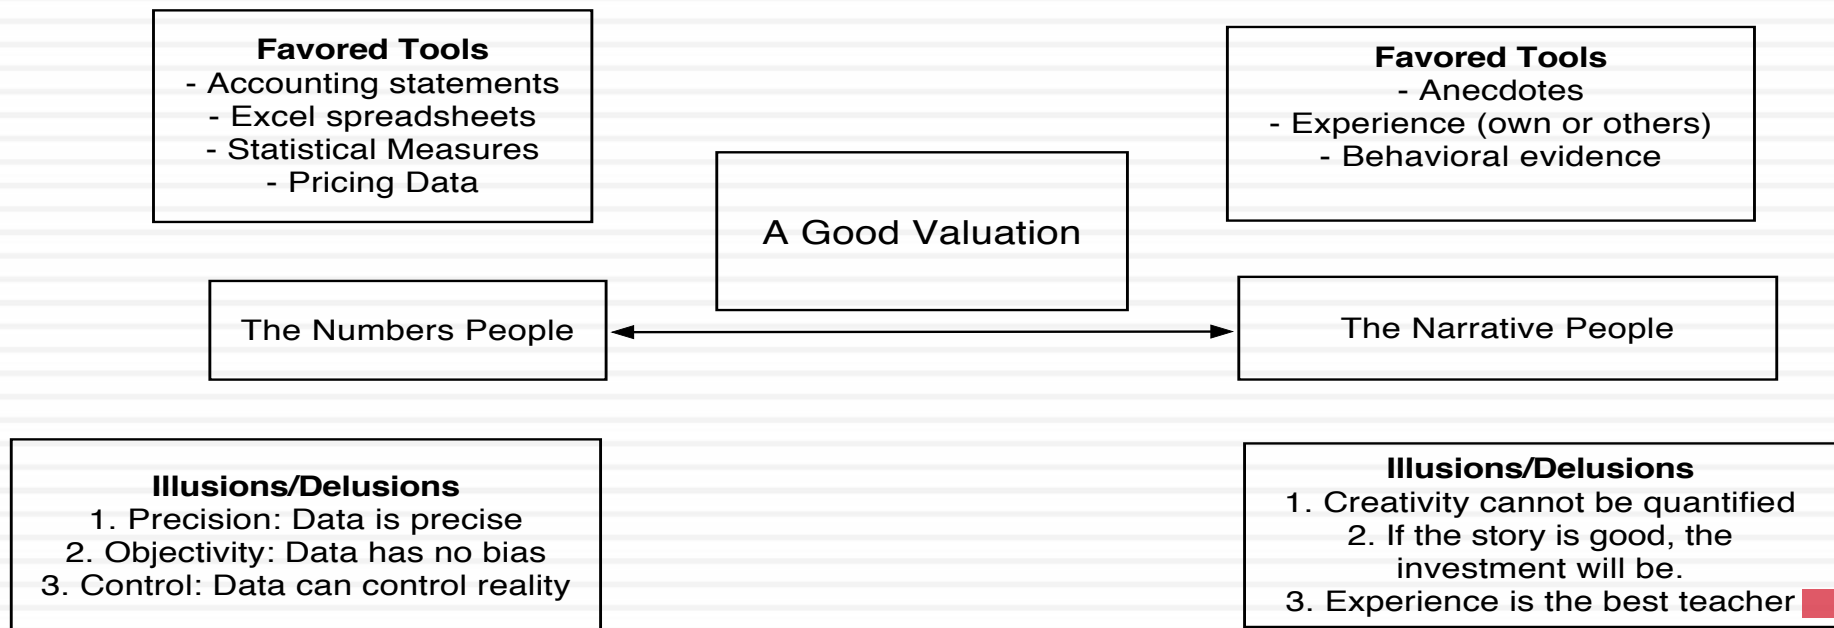 Favored Tools
- Accounting statements
- Excel spreadsheets
- Statistical Measures
- Pricing Data
Favored Tools
- Anecdotes
- Experience (own or others)
- Behavioral evidence
A Good Valuation
The Numbers People
The Narrative People
Illusions/Delusions
1. Precision: Data is precise
2. Objectivity: Data has no bias
3. Control: Data can control reality
Illusions/Delusions
1. Creativity cannot be quantified
2. If the story is good, the
investment will be.
3. Experience is the best teacher